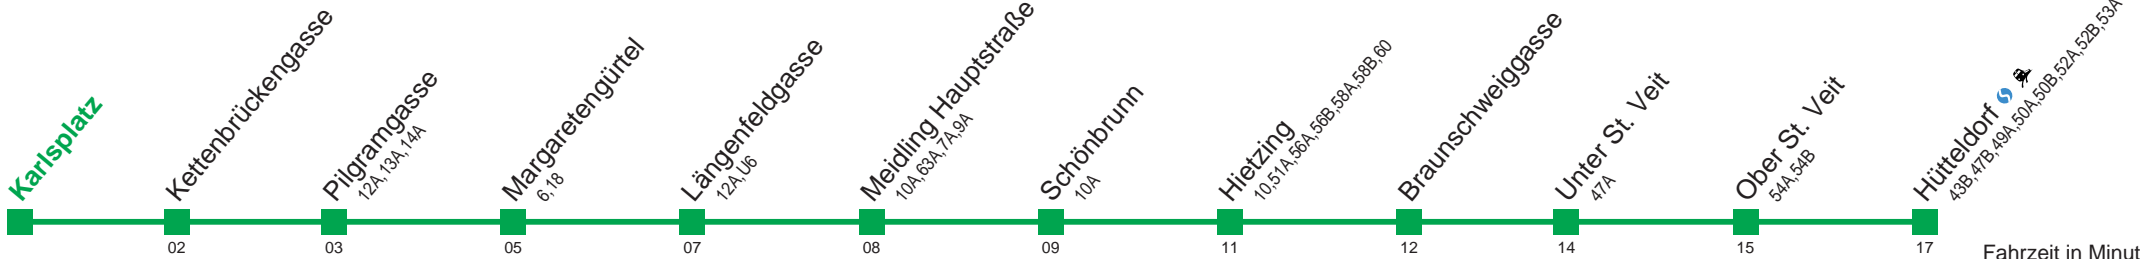 Karlsplatz
Kettenbrückengasse
Pilgramgasse
12A,13A,14A
Margaretengürtel
6,18
Längenfeldgasse
12A,U6
Meidling Hauptstraße
10A,63A,7A,9A
Schönbrunn
10A
Hietzing
10,51A,56A,56B,58A,58B,60
Braunschweiggasse
Unter St. Veit
47A
Ober St. Veit
54A,54B
Hütteldorf
43B,47B,49A,50A,50B,52A,52B,53A
02 03 05 07 08 09 11 12 14 15 17
Fahrzeit in Minut